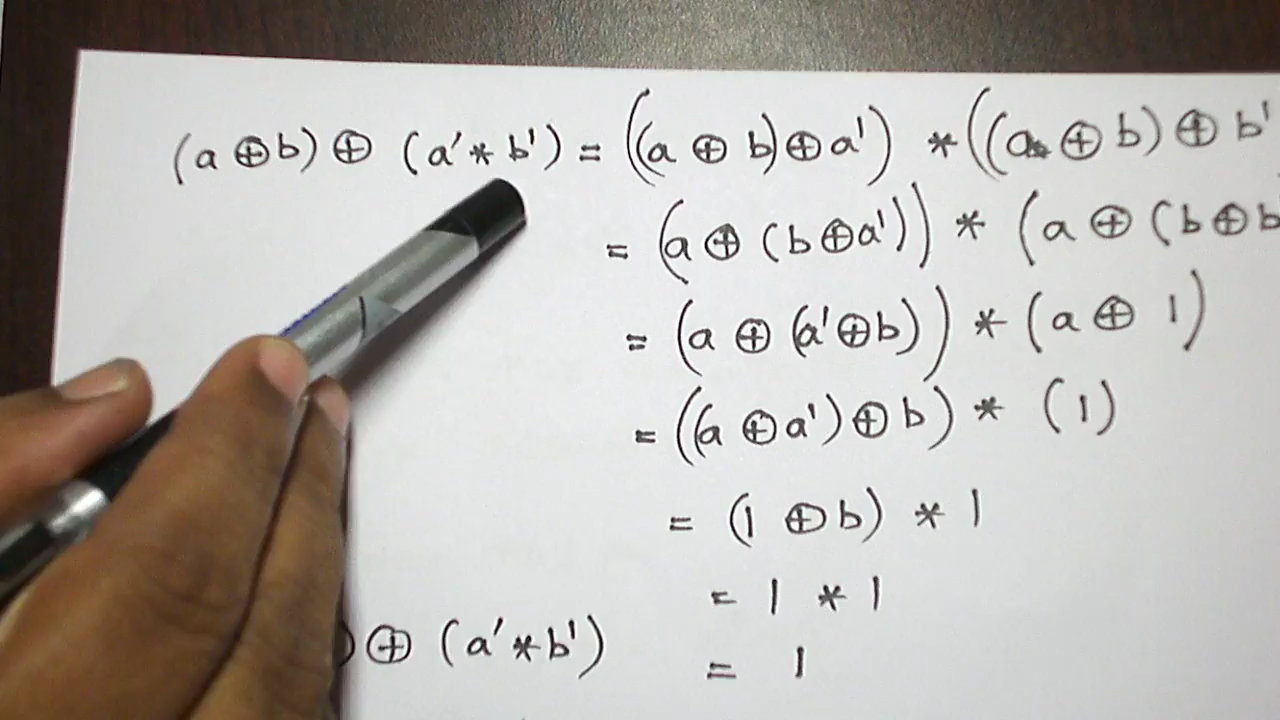 (a ⊕ b) ⊕ (a' * b') = ((a ⊕ b) ⊕ a') * ((a ⊕ b) ⊕ b'
= (a ⊕ (b ⊕ a')) * (a ⊕ (b ⊕ b
= (a ⊕ (a' ⊕ b)) * (a ⊕ 1)
= ((a ⊕ a') ⊕ b) * (1)
= (1 ⊕ b) * 1
= 1 * 1
) ⊕ (a' * b') = 1